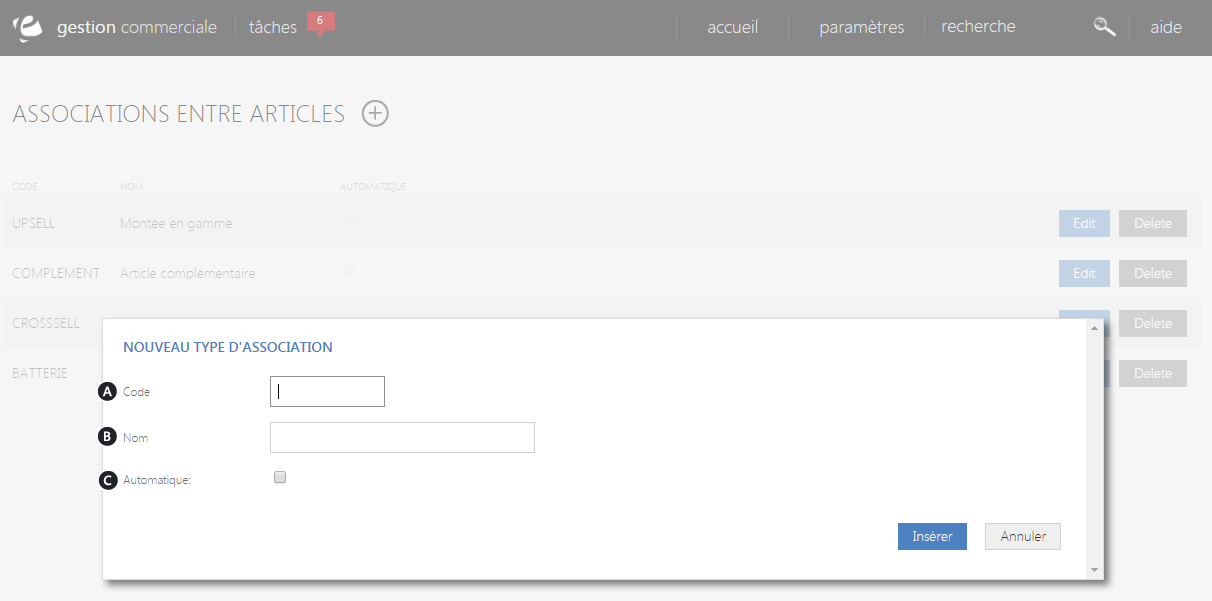 gestion commerciale tâches 6 accueil paramètres recherche aide
ASSOCIATIONS ENTRE ARTICLES
CODE NOM AUTOMATIQUE
UPSELL Montée en gamme Edit Delete
COMPLEMENT Article complémentaire Edit Delete
CROSSSELL Delete
BATTERIE Delete
NOUVEAU TYPE D'ASSOCIATION
A Code
B Nom
C Automatique:
Insérer Annuler